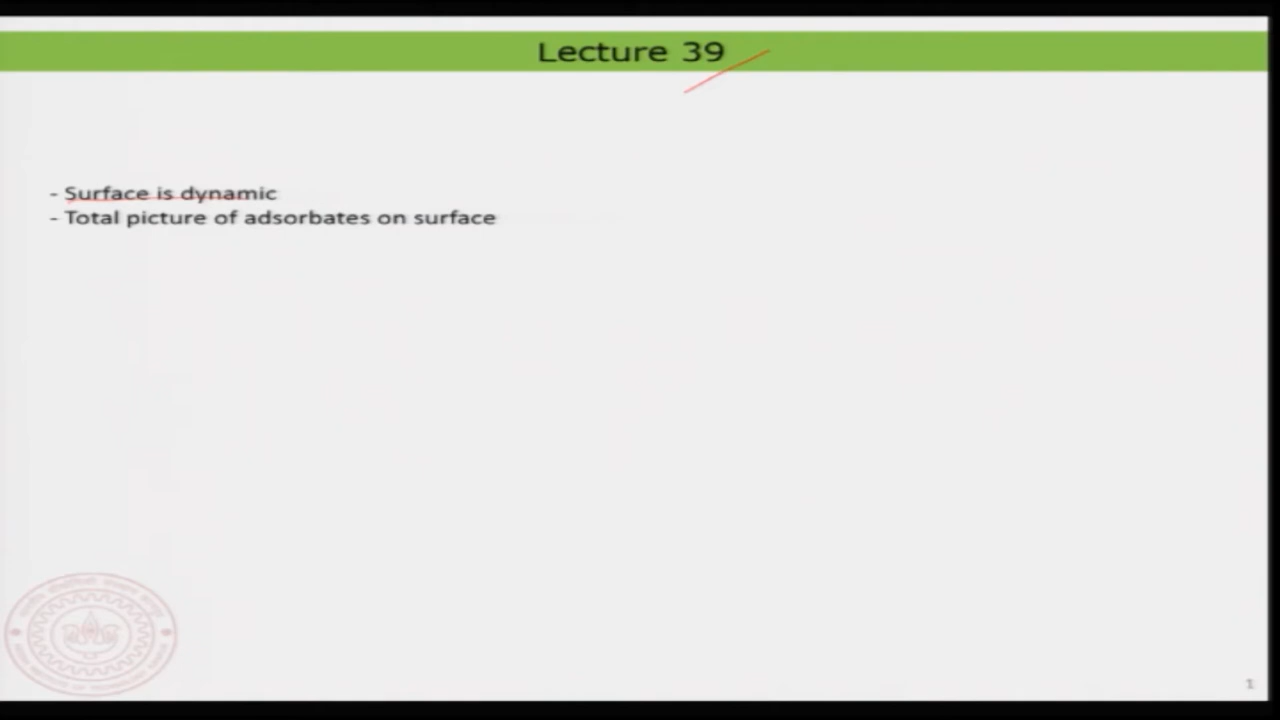 Lecture 39
- Surface is dynamic
- Total picture of adsorbates on surface
1